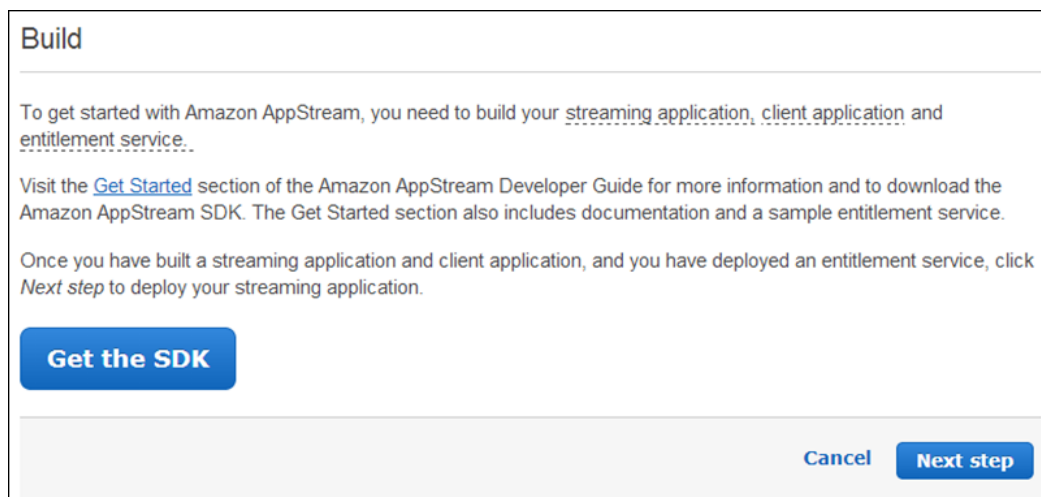 Build
To get started with Amazon AppStream, you need to build your streaming application, client application and
entitlement service.
Visit the Get Started section of the Amazon AppStream Developer Guide for more information and to download the
Amazon AppStream SDK. The Get Started section also includes documentation and a sample entitlement service.
Once you have built a streaming application and client application, and you have deployed an entitlement service, click
Next step to deploy your streaming application.
Get the SDK
Cancel Next step